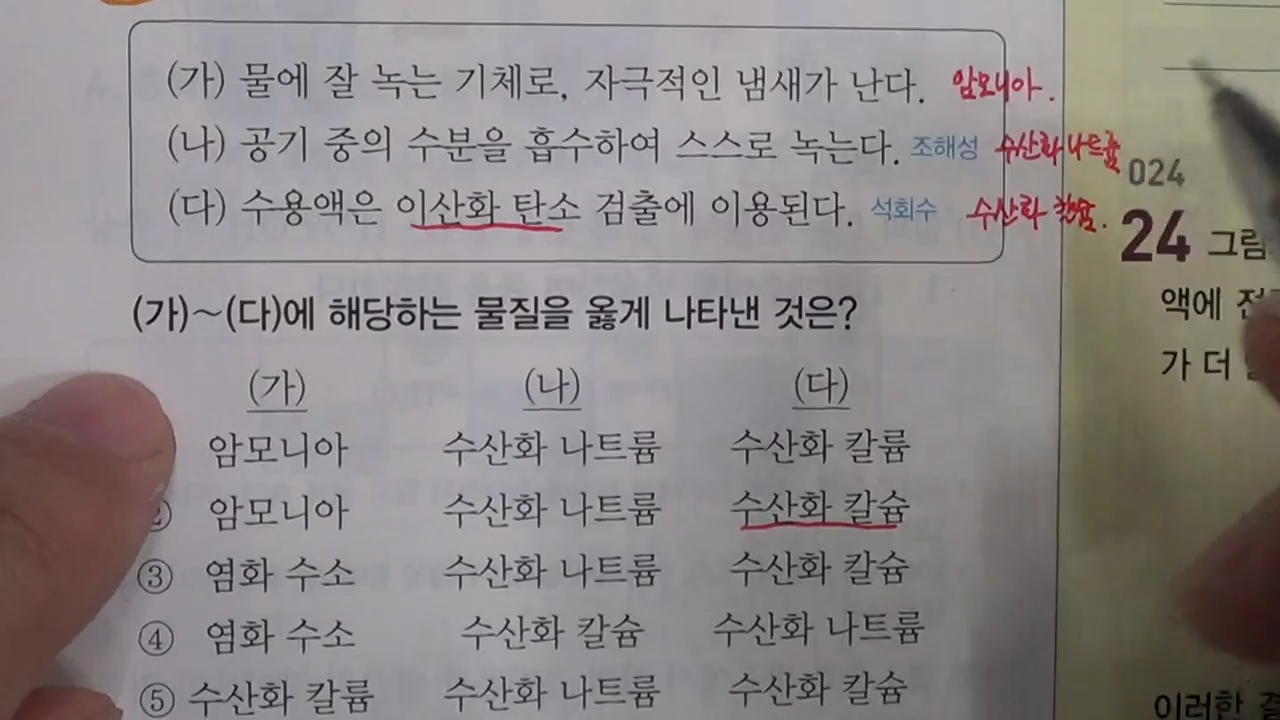 (가) 물에 잘 녹는 기체로, 자극적인 냄새가 난다. 암모니아.
(나) 공기 중의 수분을 흡수하여 스스로 녹는다. 조해성 수산화 나트륨
(다) 수용액은 이산화 탄소 검출에 이용된다. 석회수 수산화 칼슘.
(가)~(다)에 해당하는 물질을 옳게 나타낸 것은?
(가) (나) (다)
암모니아 수산화 나트륨 수산화 칼륨
암모니아 수산화 나트륨 수산화 칼슘
③ 염화 수소 수산화 나트륨 수산화 칼슘
④ 염화 수소 수산화 칼슘 수산화 나트륨
⑤ 수산화 칼륨 수산화 나트륨 수산화 칼슘
024
24 그림
액에 전
가 더
이러한 결